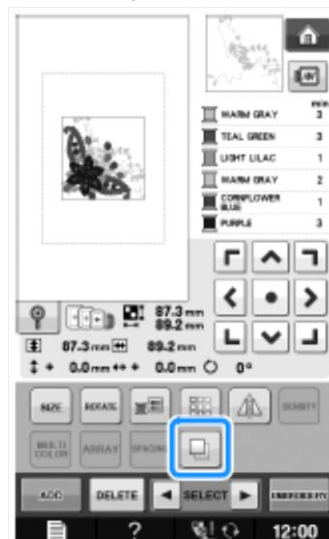 min
WARM GRAY 3
TEAL GREEN 3
LIGHT LILAC 1
WARM GRAY 2
CORNFLOWER BLUE 1
PURPLE 3
87.3 mm
89.2 mm
87.3 mm 89.2 mm
0.0 mm 0.0 mm 0°
SIZE ROTATE DENSITY
MULTI COLOR ARRAY SPACING
ADD DELETE SELECT EMBROIDERY
? 12:00